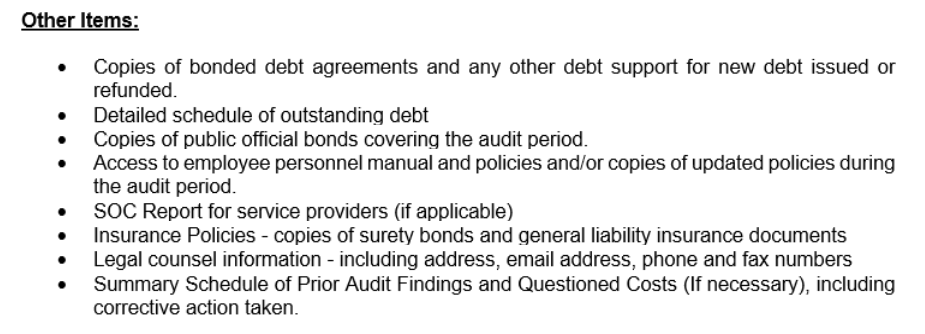 Other Items:
• Copies of bonded debt agreements and any other debt support for new debt issued or
refunded.
• Detailed schedule of outstanding debt
• Copies of public official bonds covering the audit period.
• Access to employee personnel manual and policies and/or copies of updated policies during
the audit period.
• SOC Report for service providers (if applicable)
• Insurance Policies - copies of surety bonds and general liability insurance documents
• Legal counsel information - including address, email address, phone and fax numbers
• Summary Schedule of Prior Audit Findings and Questioned Costs (If necessary), including
corrective action taken.